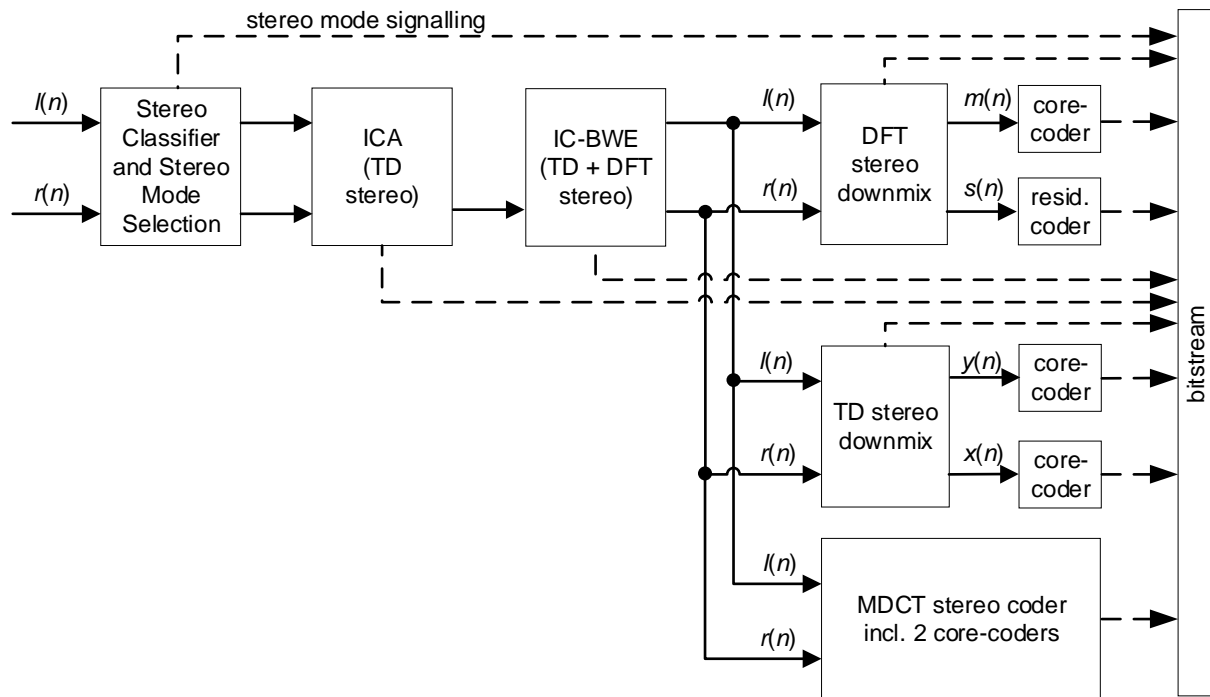 stereo mode signalling
l(n)
r(n)
Stereo
Classifier
and Stereo
Mode
Selection
ICA
(TD
stereo)
IC-BWE
(TD + DFT
stereo)
l(n)
r(n)
DFT
stereo
downmix
m(n)
s(n)
core-
coder
resid.
coder
l(n)
r(n)
TD stereo
downmix
y(n)
x(n)
core-
coder
core-
coder
l(n)
r(n)
MDCT stereo coder
incl. 2 core-coders
bitstream